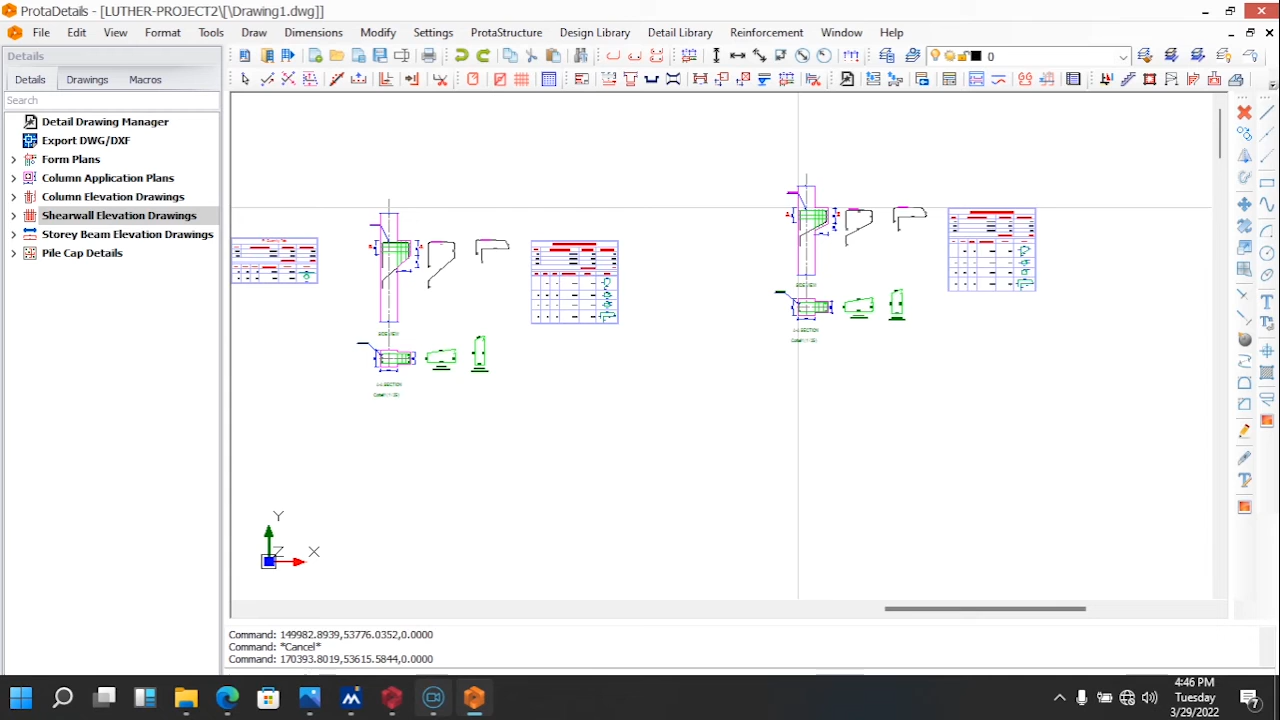 ProtaDetails - [LUTHER-PROJECT2\[\Drawing1.dwg]]
File Edit View Format Tools Draw Dimensions Modify Settings ProtaStructure Design Library Detail Library Reinforcement Window Help
Details
0
Details Drawings Macros
Search
Detail Drawing Manager
Export DWG/DXF
Form Plans
Column Application Plans
Column Elevation Drawings
Shearwall Elevation Drawings
Storey Beam Elevation Drawings
Pile Cap Details
Y
Z X
Command: 149982.8939,53776.0352,0.0000
Command: *Cancel*
Command: 170393.8019,53615.5844,0.0000
4:46 PM
Tuesday
3/29/2022
7